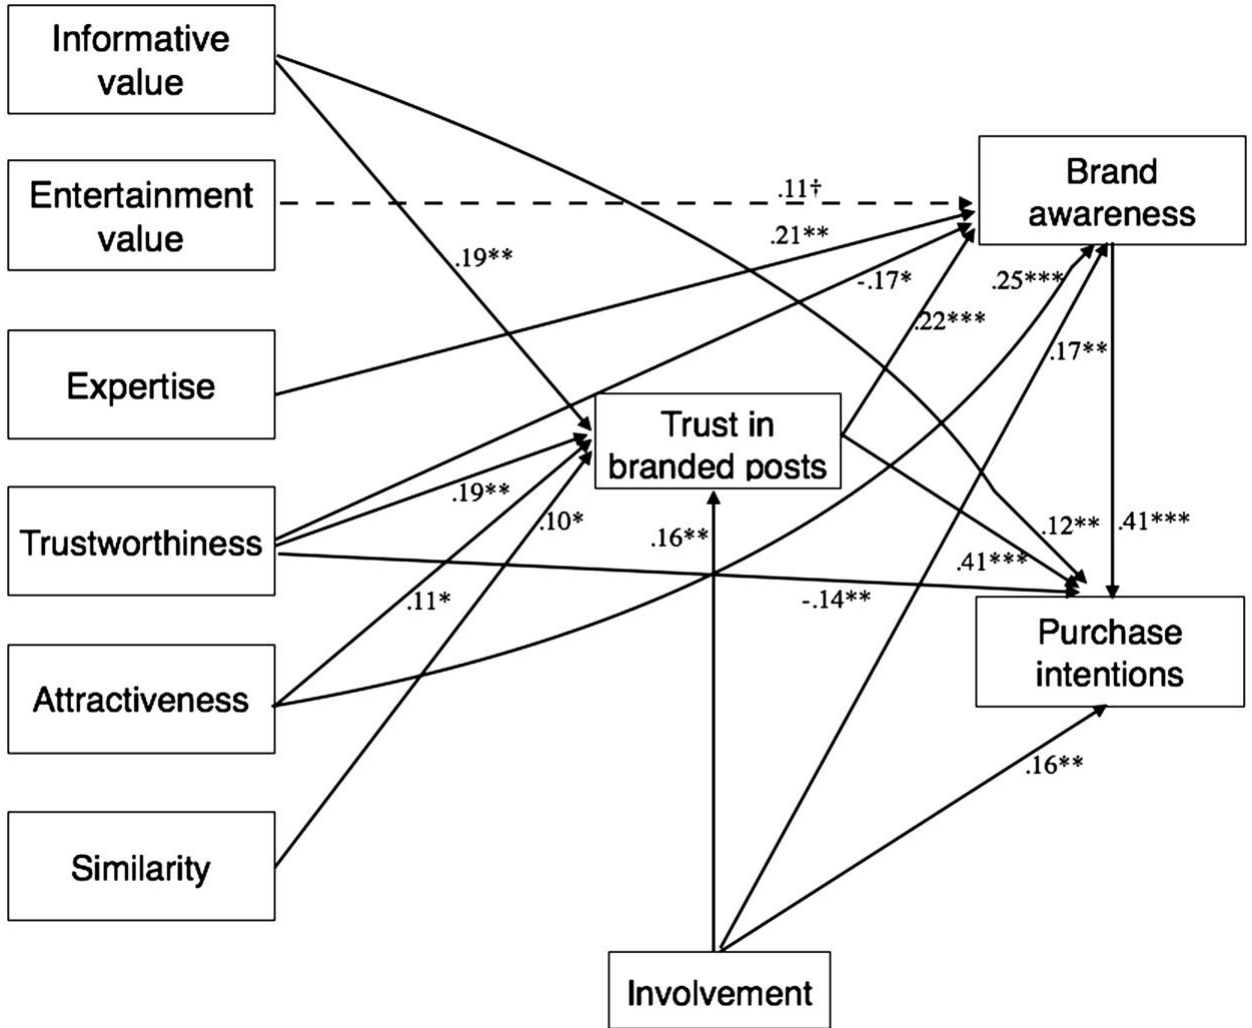 Informative
value
Entertainment
value
Expertise
Trustworthiness
Attractiveness
Similarity
Trust in
branded posts
Involvement
Brand
awareness
Purchase
intentions
.11†
.21**
.19**
-.17*
.25***
.22***
.17**
.19**
.10*
.16**
.12**
.41***
.41***
.11*
-.14**
.16**